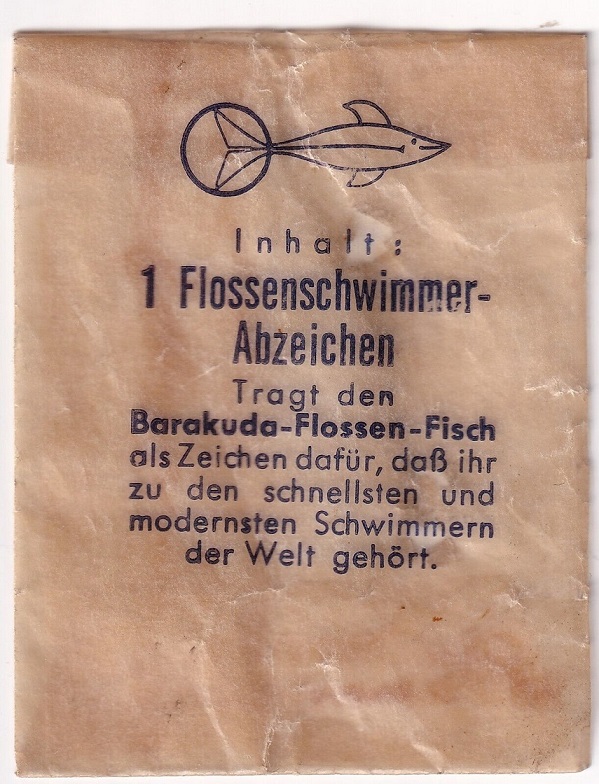 Inhalt:
1 Flossenschwimmer-
Abzeichen
Tragt den
Barakuda-Flossen-Fisch
als Zeichen dafür, daß ihr
zu den schnellsten und
modernsten Schwimmern
der Welt gehört.